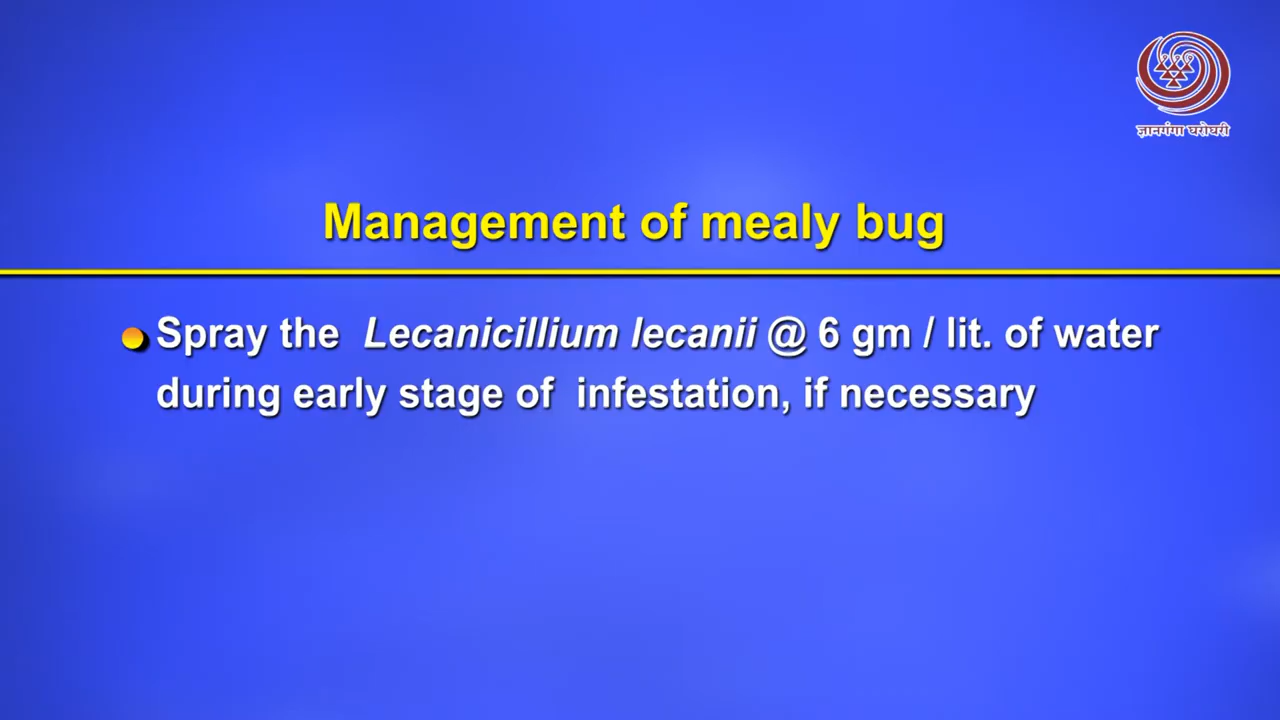 ज्ञानगंगा घरोघरी
Management of mealy bug
Spray the Lecanicillium lecanii @ 6 gm / lit. of water
during early stage of infestation, if necessary